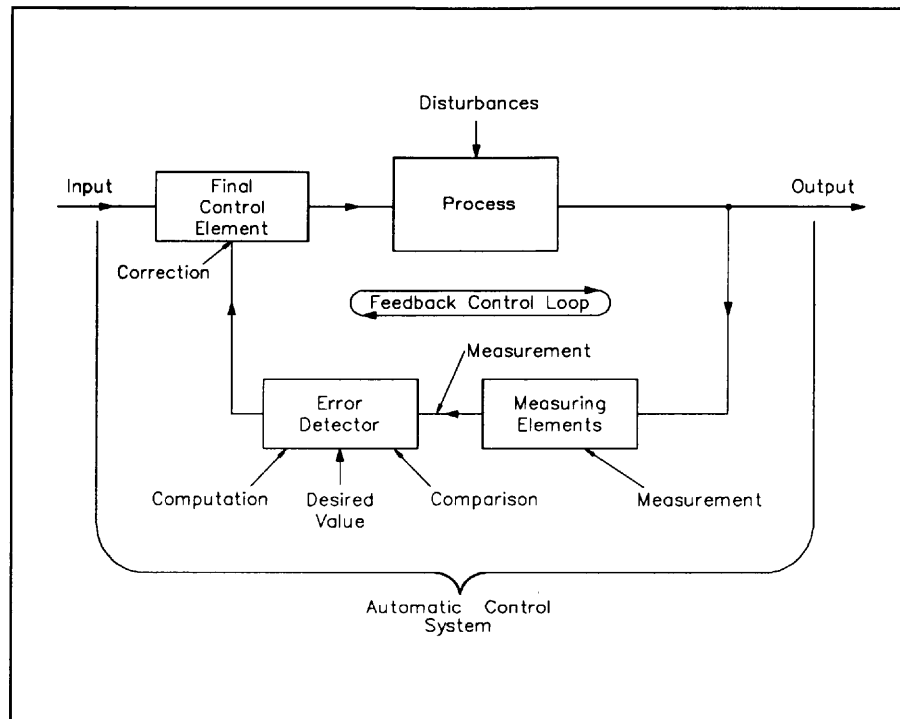 Disturbances
Input
Final
Control
Element
Process
Output
Correction
Feedback Control Loop
Measurement
Error
Detector
Measuring
Elements
Computation
Desired
Value
Comparison
Measurement
Automatic Control
System